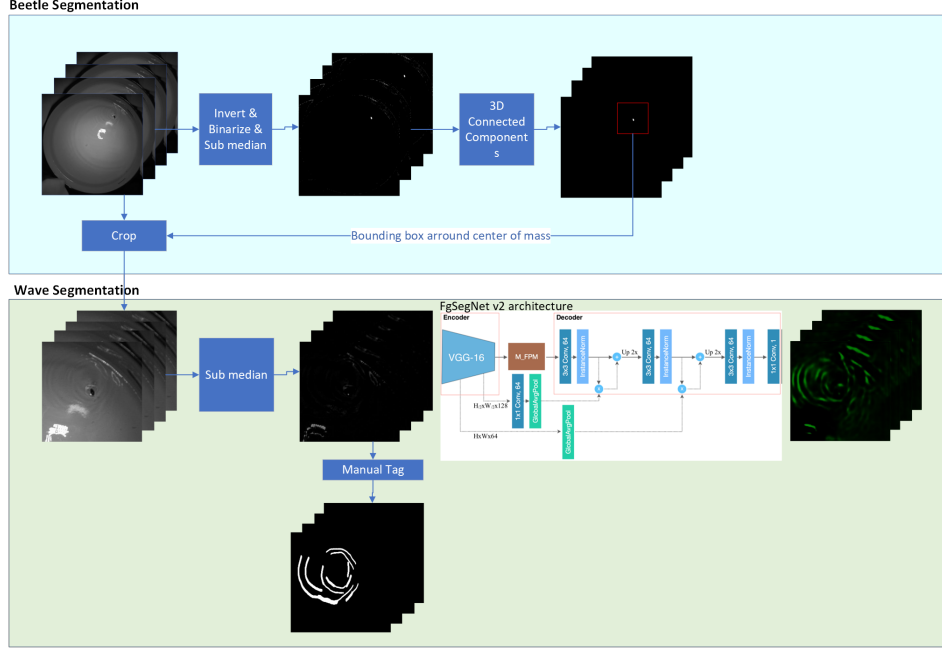 Beetle Segmentation
Invert &
Binarize &
Sub median
3D
Connected
Component
s
Crop
Bounding box arround center of mass
Wave Segmentation
FgSegNet v2 architecture
Encoder
Decoder
VGG-16
M_FPM
3x3 Conv, 64
InstanceNorm
Up 2x
3x3 Conv, 64
InstanceNorm
Up 2x
3x3 Conv, 64
InstanceNorm
1x1 Conv, 1
1x1 Conv, 64
GlobalAvgPool
HxWx64
GlobalAvgPool
Sub median
Manual Tag